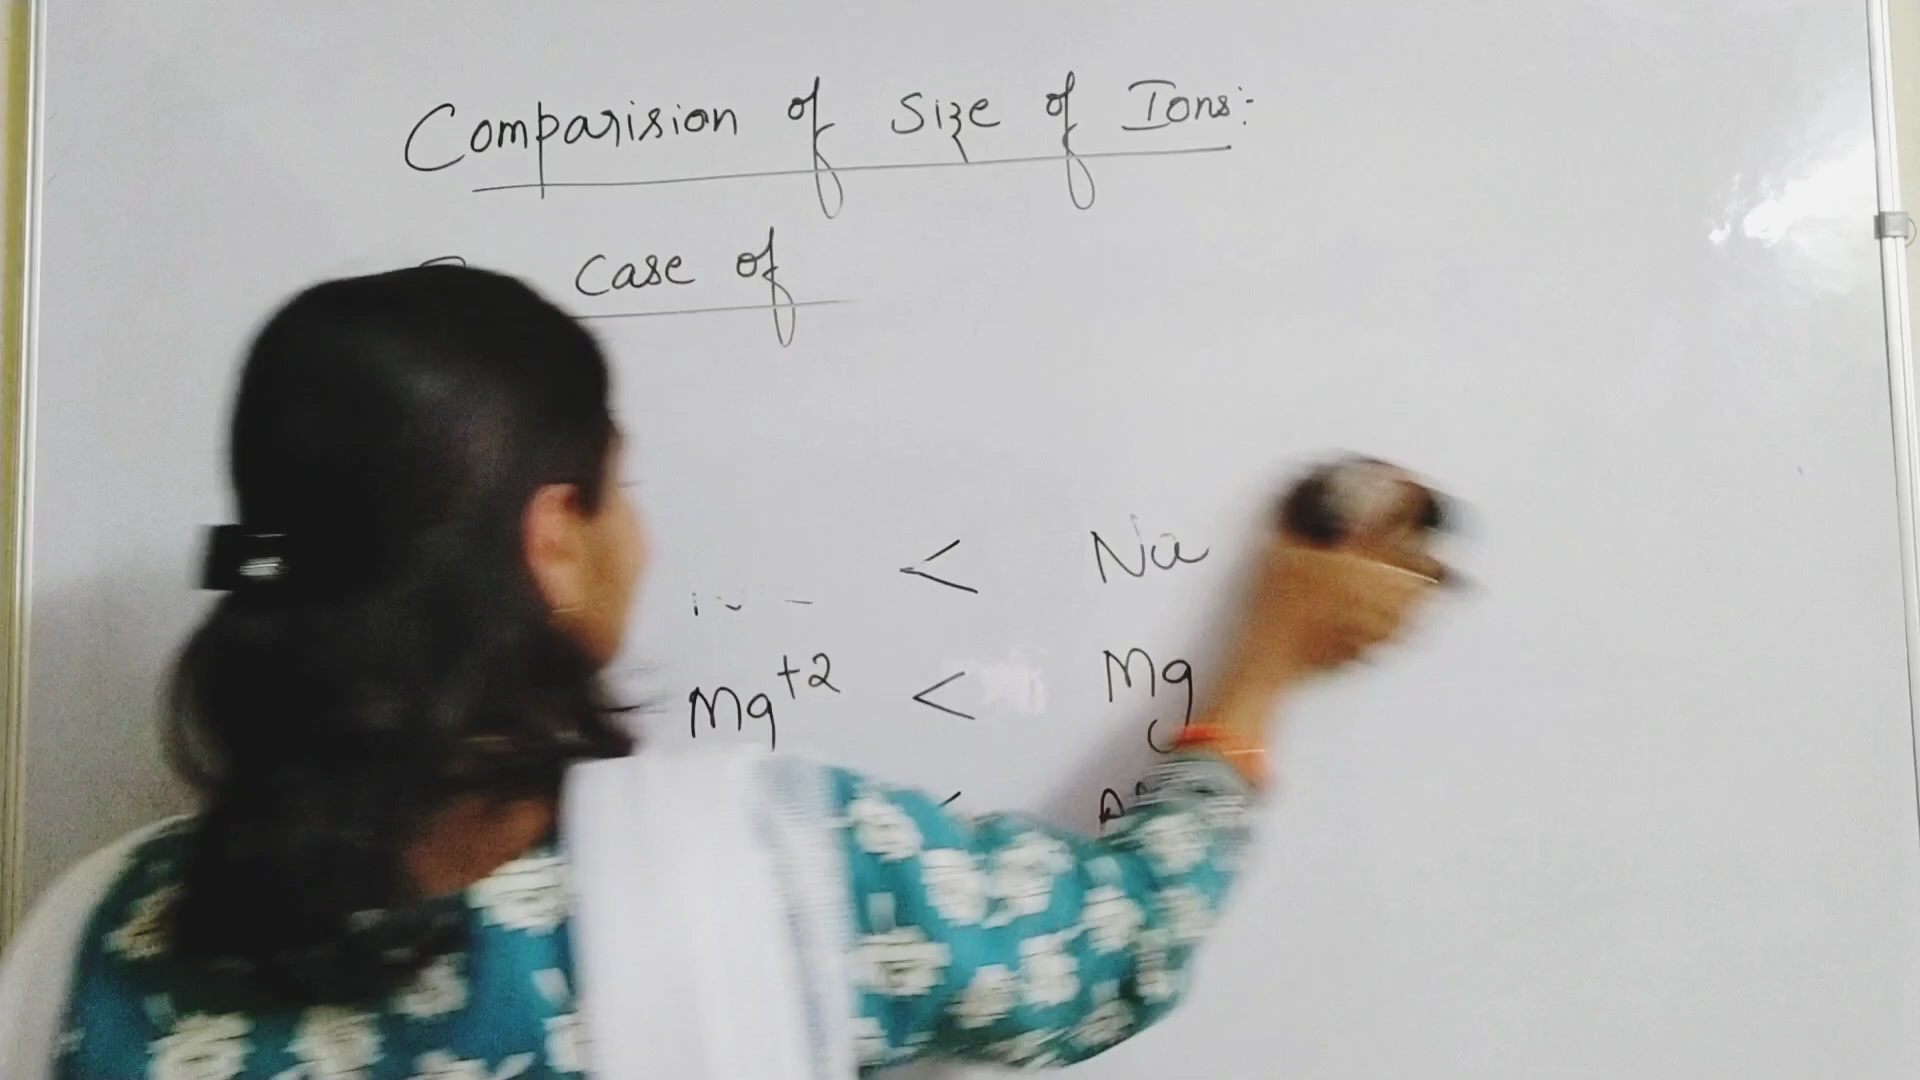 Comparision of Size of Ions:-
case of
< Na
Mg+2 < Mg
<